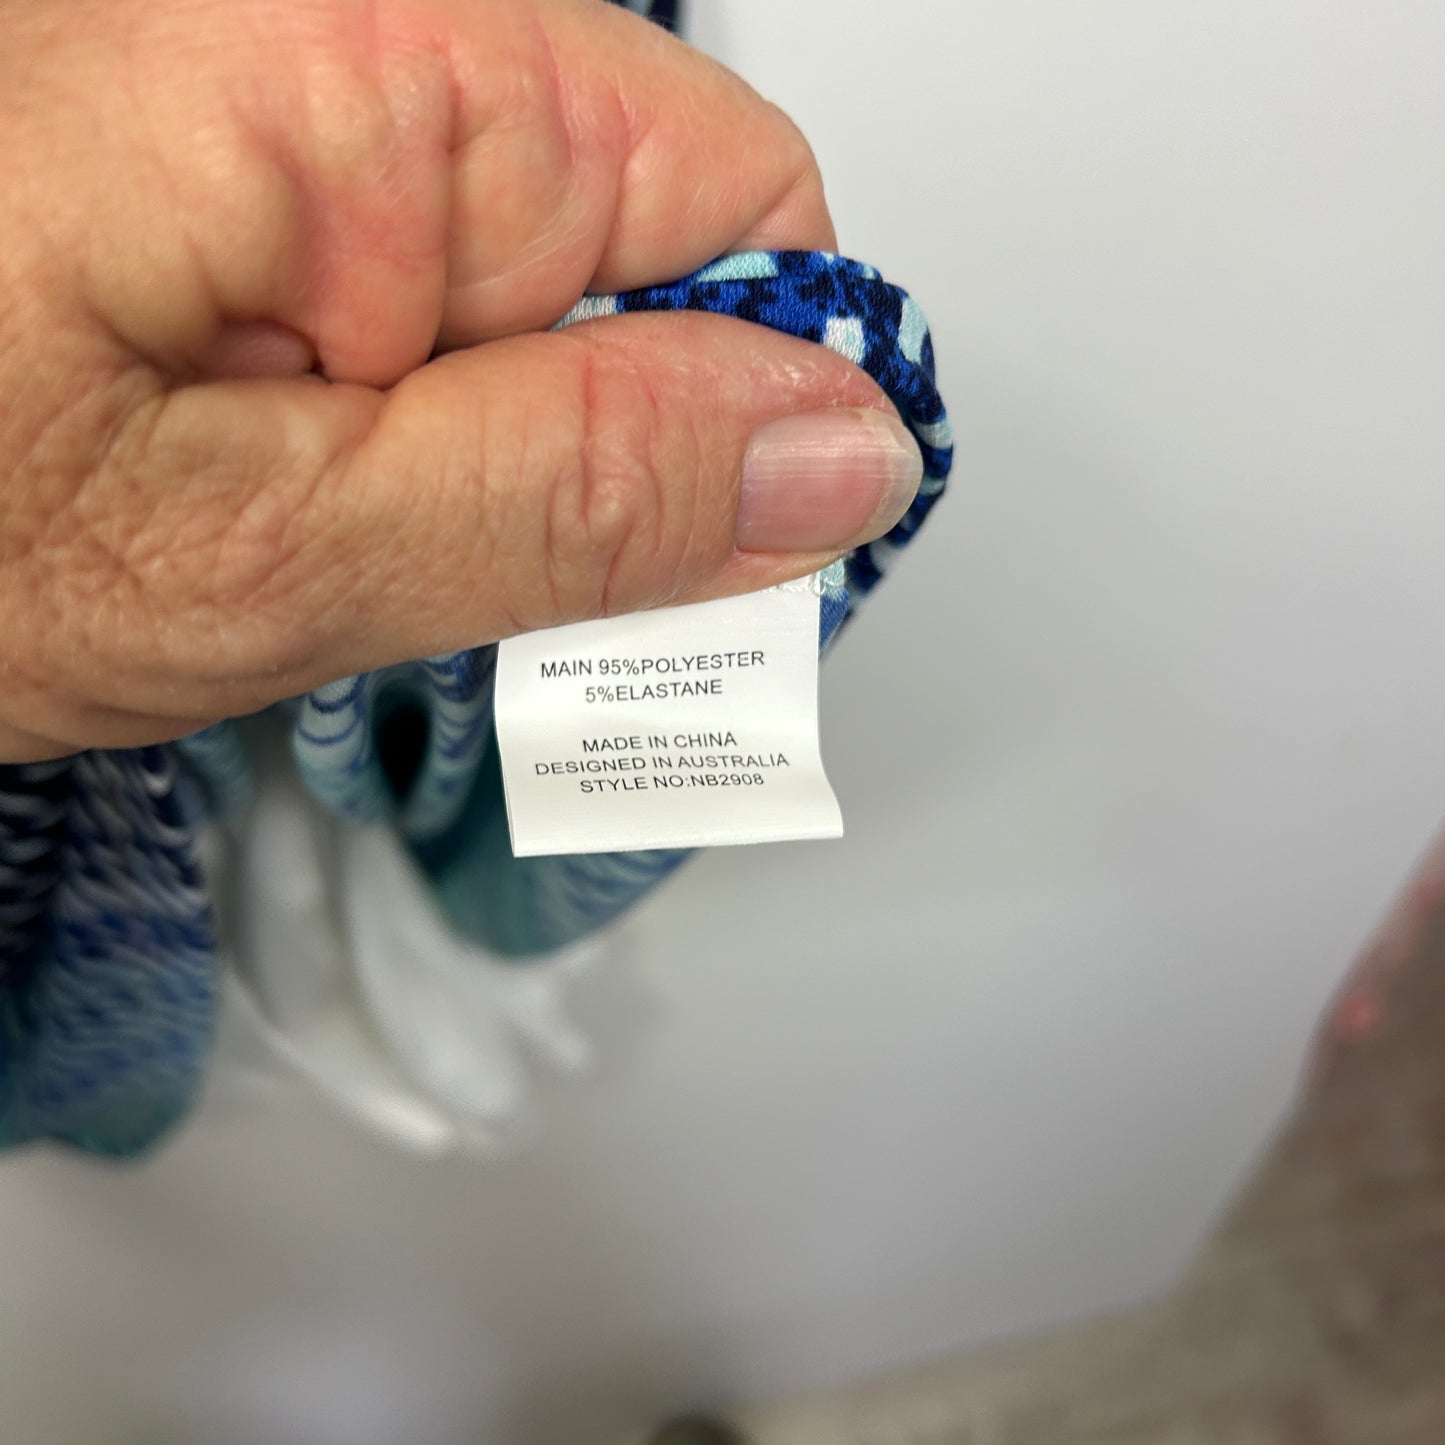 MAIN 95%POLYESTER
5%ELASTANE
MADE IN CHINA
DESIGNED IN AUSTRALIA
STYLE NO:NB2908